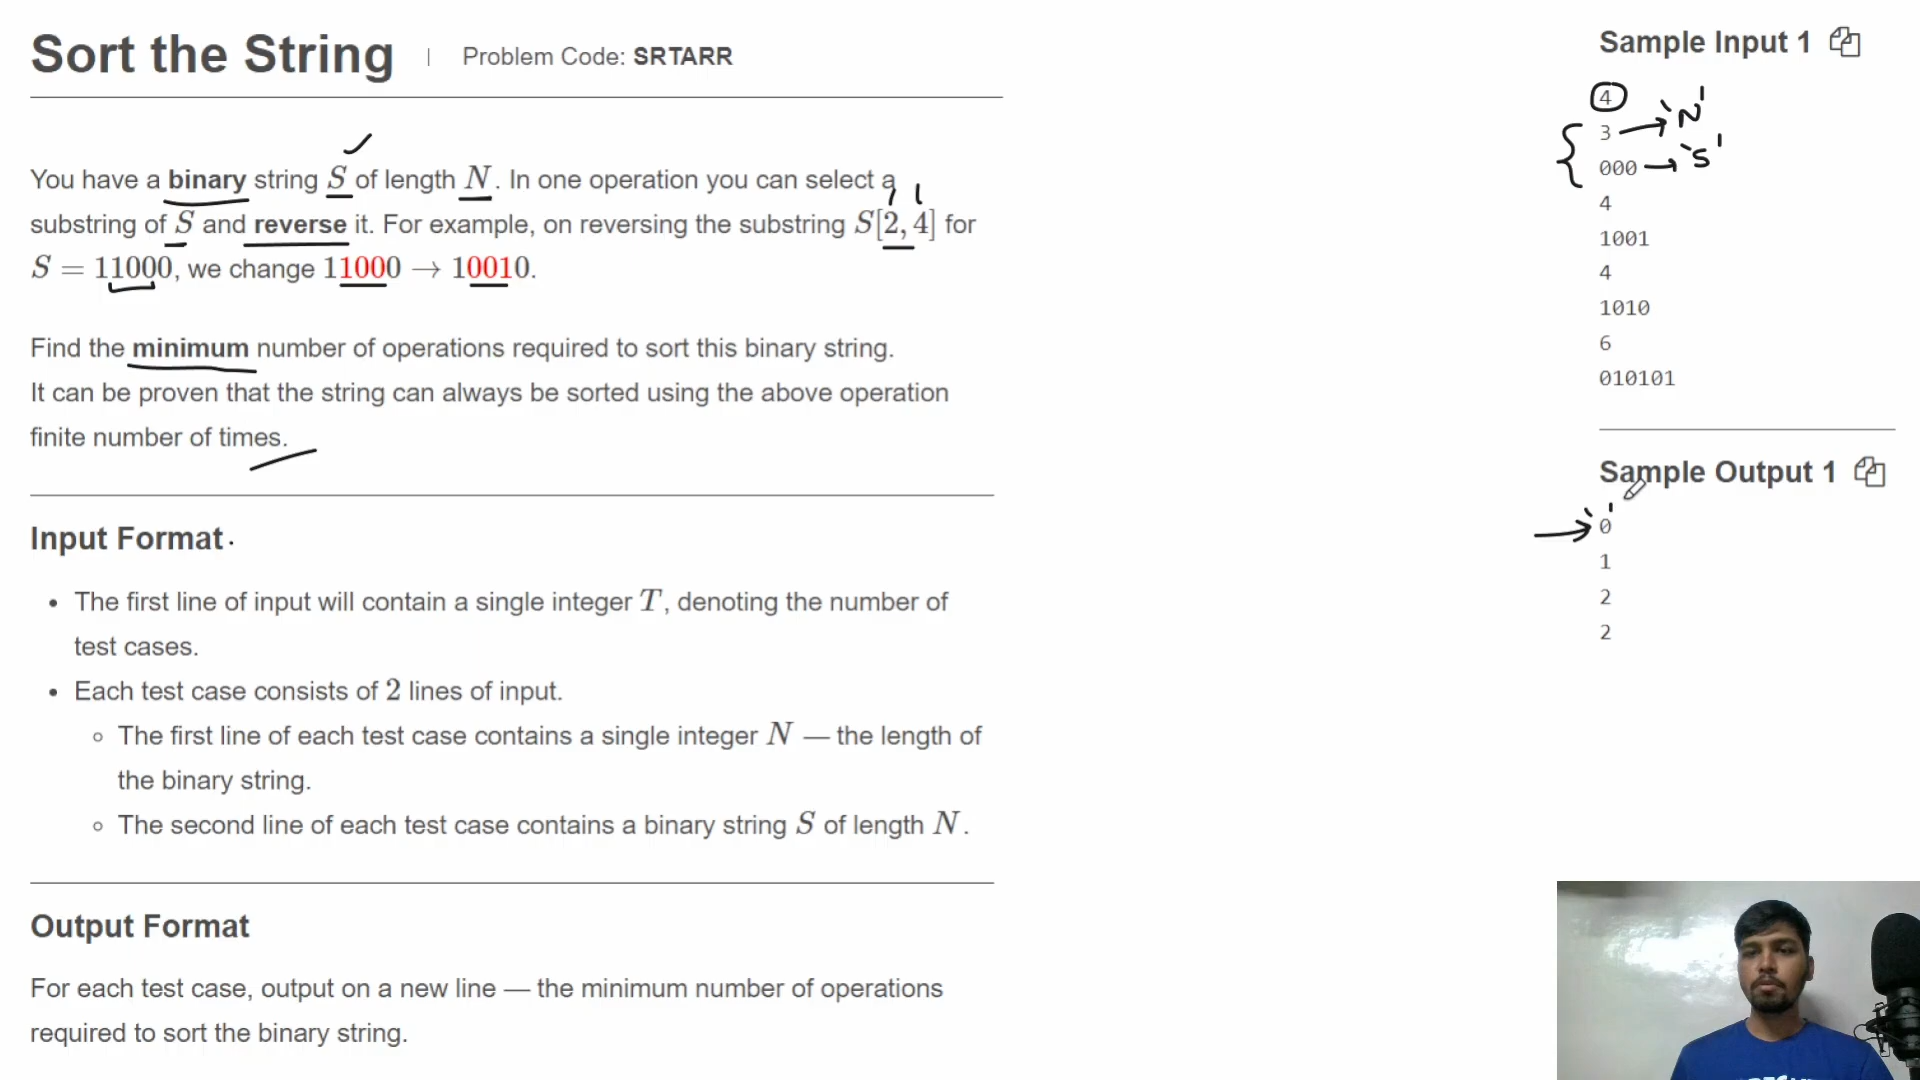 Sort the String | Problem Code: SRTARR
You have a binary string S of length N. In one operation you can select a
substring of S and reverse it. For example, on reversing the substring S[2, 4] for
S = 11000, we change 11000 → 10010.
Find the minimum number of operations required to sort this binary string.
It can be proven that the string can always be sorted using the above operation
finite number of times.
Input Format
• The first line of input will contain a single integer T, denoting the number of
test cases.
• Each test case consists of 2 lines of input.
◦ The first line of each test case contains a single integer N — the length of
the binary string.
◦ The second line of each test case contains a binary string S of length N.
Output Format
For each test case, output on a new line — the minimum number of operations
required to sort the binary string.
Sample Input 1
4
3 → 'N'
000 → 'S'
4
1001
4
1010
6
010101
Sample Output 1
→ '0'
1
2
2